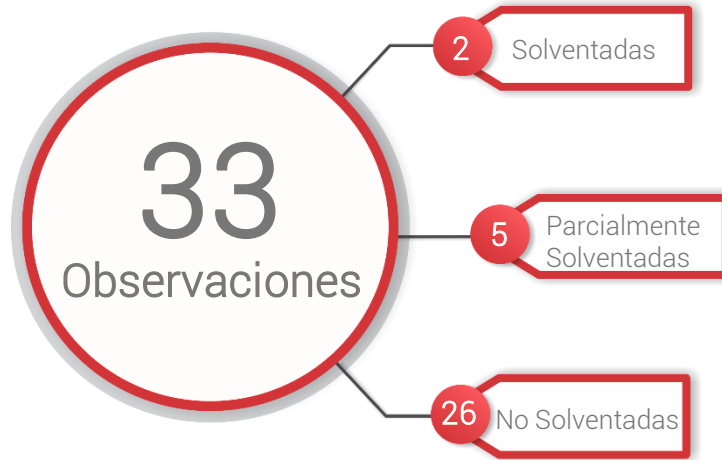 33
Observaciones
2
Solventadas
5
Parcialmente
Solventadas
26
No Solventadas